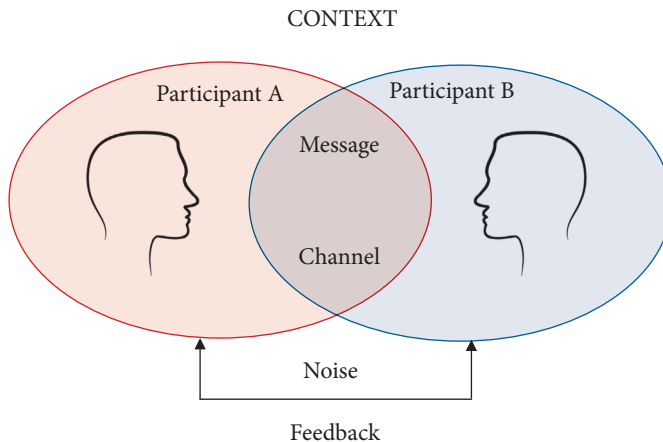 CONTEXT
Participant A
Participant B
Message
Channel
Noise
Feedback